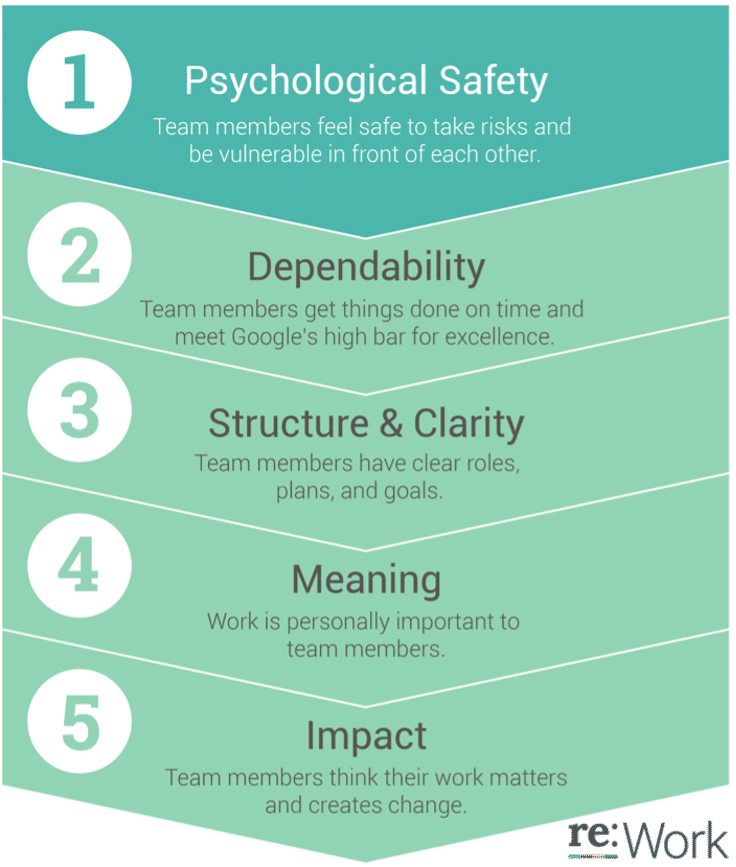 1
Psychological Safety
Team members feel safe to take risks and
be vulnerable in front of each other.
2
Dependability
Team members get things done on time and
meet Google's high bar for excellence.
3
Structure & Clarity
Team members have clear roles,
plans, and goals.
4
Meaning
Work is personally important to
team members.
5
Impact
Team members think their work matters
and creates change.
re:Work